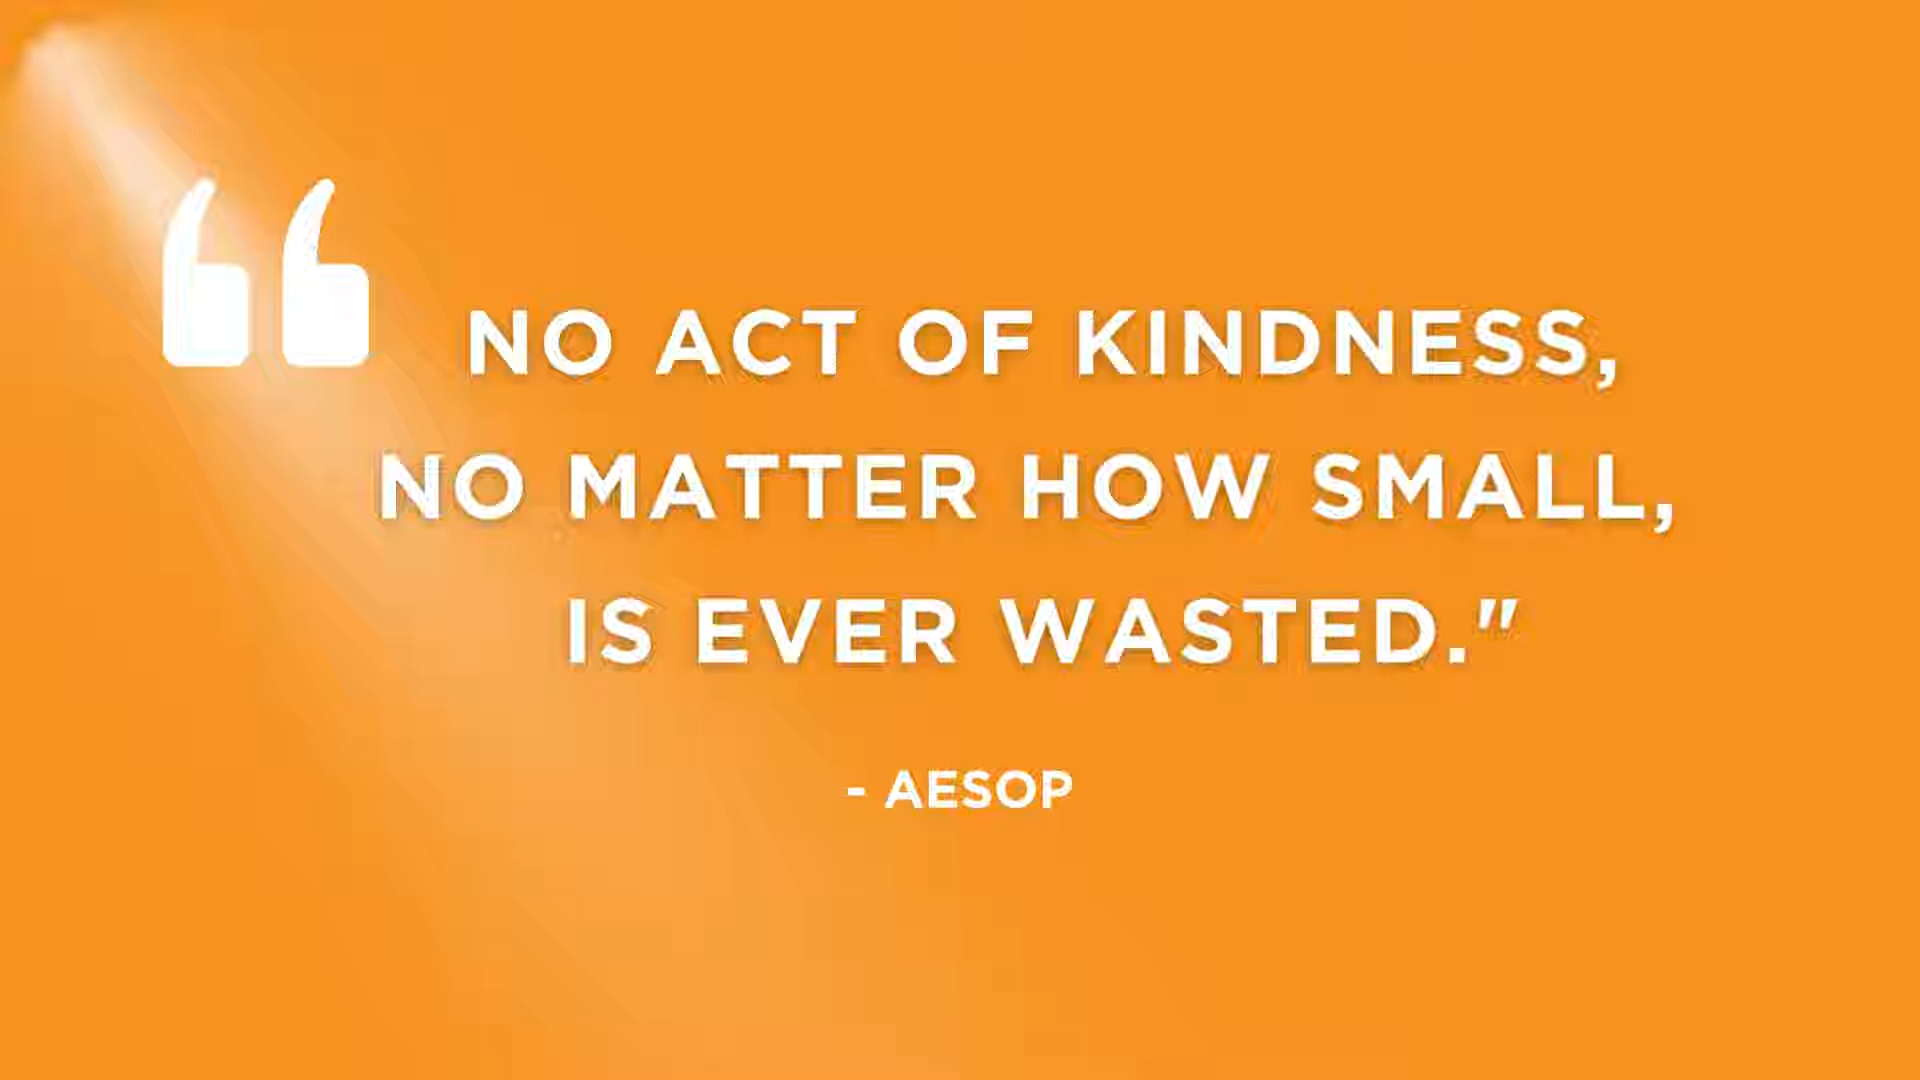 “ NO ACT OF KINDNESS,
NO MATTER HOW SMALL,
IS EVER WASTED."
- AESOP